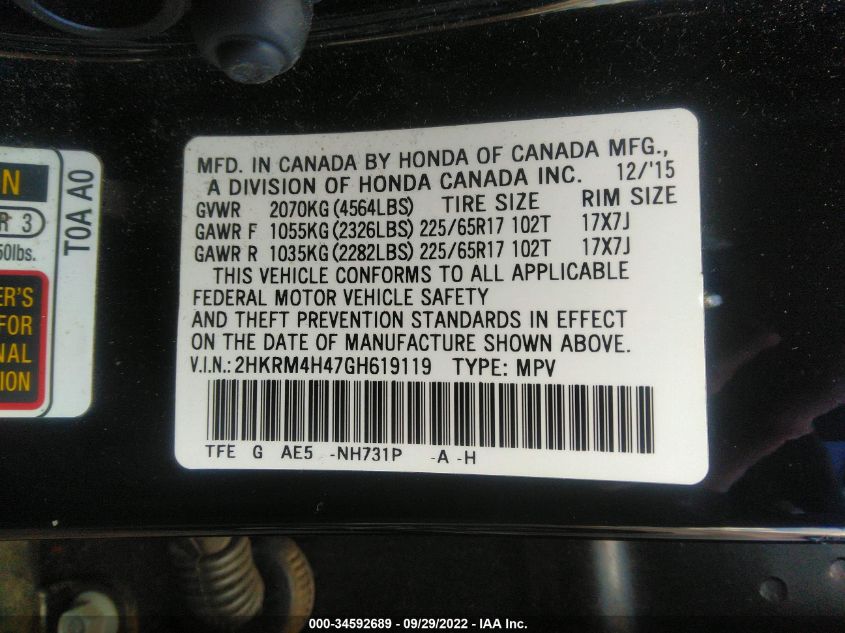 N
R 3
50lbs.
T0A A0
ER'S
FOR
NAL
ION
MFD. IN CANADA BY HONDA OF CANADA MFG.,
A DIVISION OF HONDA CANADA INC. 12/'15
GVWR 2070KG (4564LBS) TIRE SIZE RIM SIZE
GAWR F 1055KG (2326LBS) 225/65R17 102T 17X7J
GAWR R 1035KG (2282LBS) 225/65R17 102T 17X7J
THIS VEHICLE CONFORMS TO ALL APPLICABLE
FEDERAL MOTOR VEHICLE SAFETY
AND THEFT PREVENTION STANDARDS IN EFFECT
ON THE DATE OF MANUFACTURE SHOWN ABOVE.
V.I.N.: 2HKRM4H47GH619119 TYPE: MPV
TFE G AE5 -NH731P -A -H
000-34592689 - 09/29/2022 - IAA Inc.